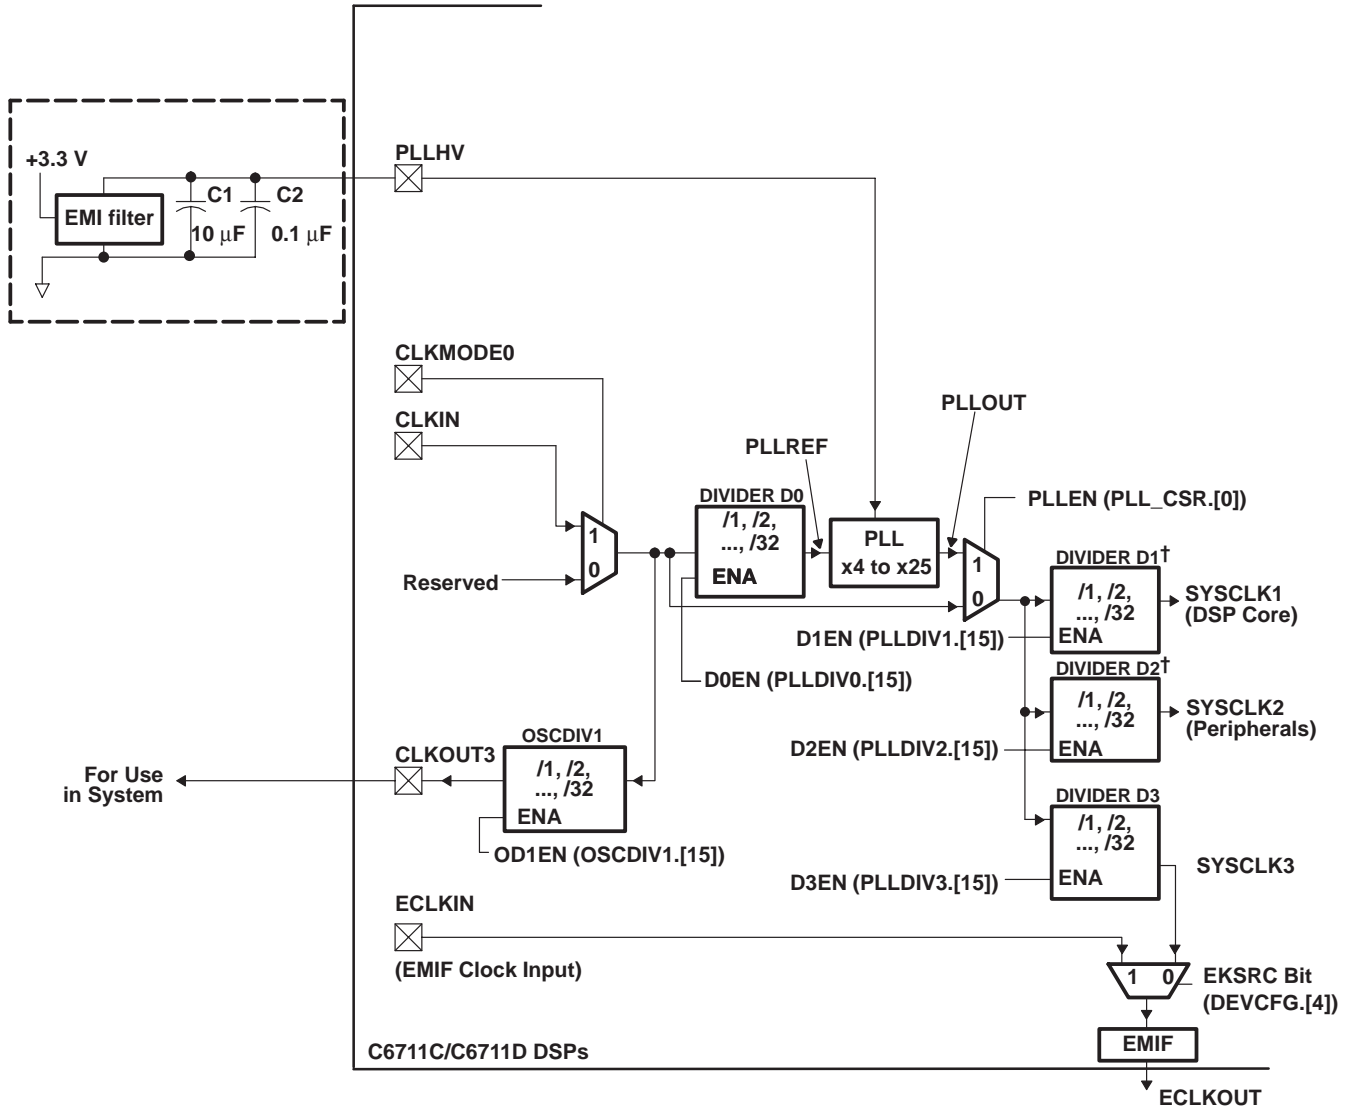 +3.3 V
EMI filter
C1
C2
10 µF
0.1 µF
PLLHV
CLKMODE0
CLKIN
Reserved
1
0
DIVIDER D0
/1, /2,
..., /32
ENA
PLLREF
PLL
x4 to x25
PLLOUT
PLLEN (PLL_CSR.[0])
1
0
DIVIDER D1†
/1, /2,
..., /32
ENA
SYSCLK1
(DSP Core)
D1EN (PLLDIV1.[15])
D0EN (PLLDIV0.[15])
DIVIDER D2†
/1, /2,
..., /32
ENA
SYSCLK2
(Peripherals)
D2EN (PLLDIV2.[15])
CLKOUT3
For Use
in System
OSCDIV1
/1, /2,
..., /32
ENA
OD1EN (OSCDIV1.[15])
DIVIDER D3
/1, /2,
..., /32
ENA
SYSCLK3
D3EN (PLLDIV3.[15])
ECLKIN
(EMIF Clock Input)
1 0
EKSRC Bit
(DEVCFG.[4])
EMIF
C6711C/C6711D DSPs
ECLKOUT